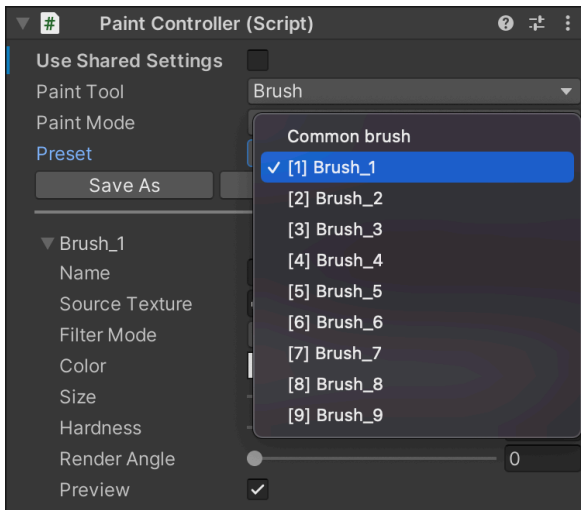 # Paint Controller (Script)
Use Shared Settings
Paint Tool Brush
Paint Mode
Preset
Common brush
✓ [1] Brush_1
[2] Brush_2
[3] Brush_3
[4] Brush_4
[5] Brush_5
[6] Brush_6
[7] Brush_7
[8] Brush_8
[9] Brush_9
Save As
Brush_1
Name
Source Texture
Filter Mode
Color
Size
Hardness
Render Angle 0
Preview